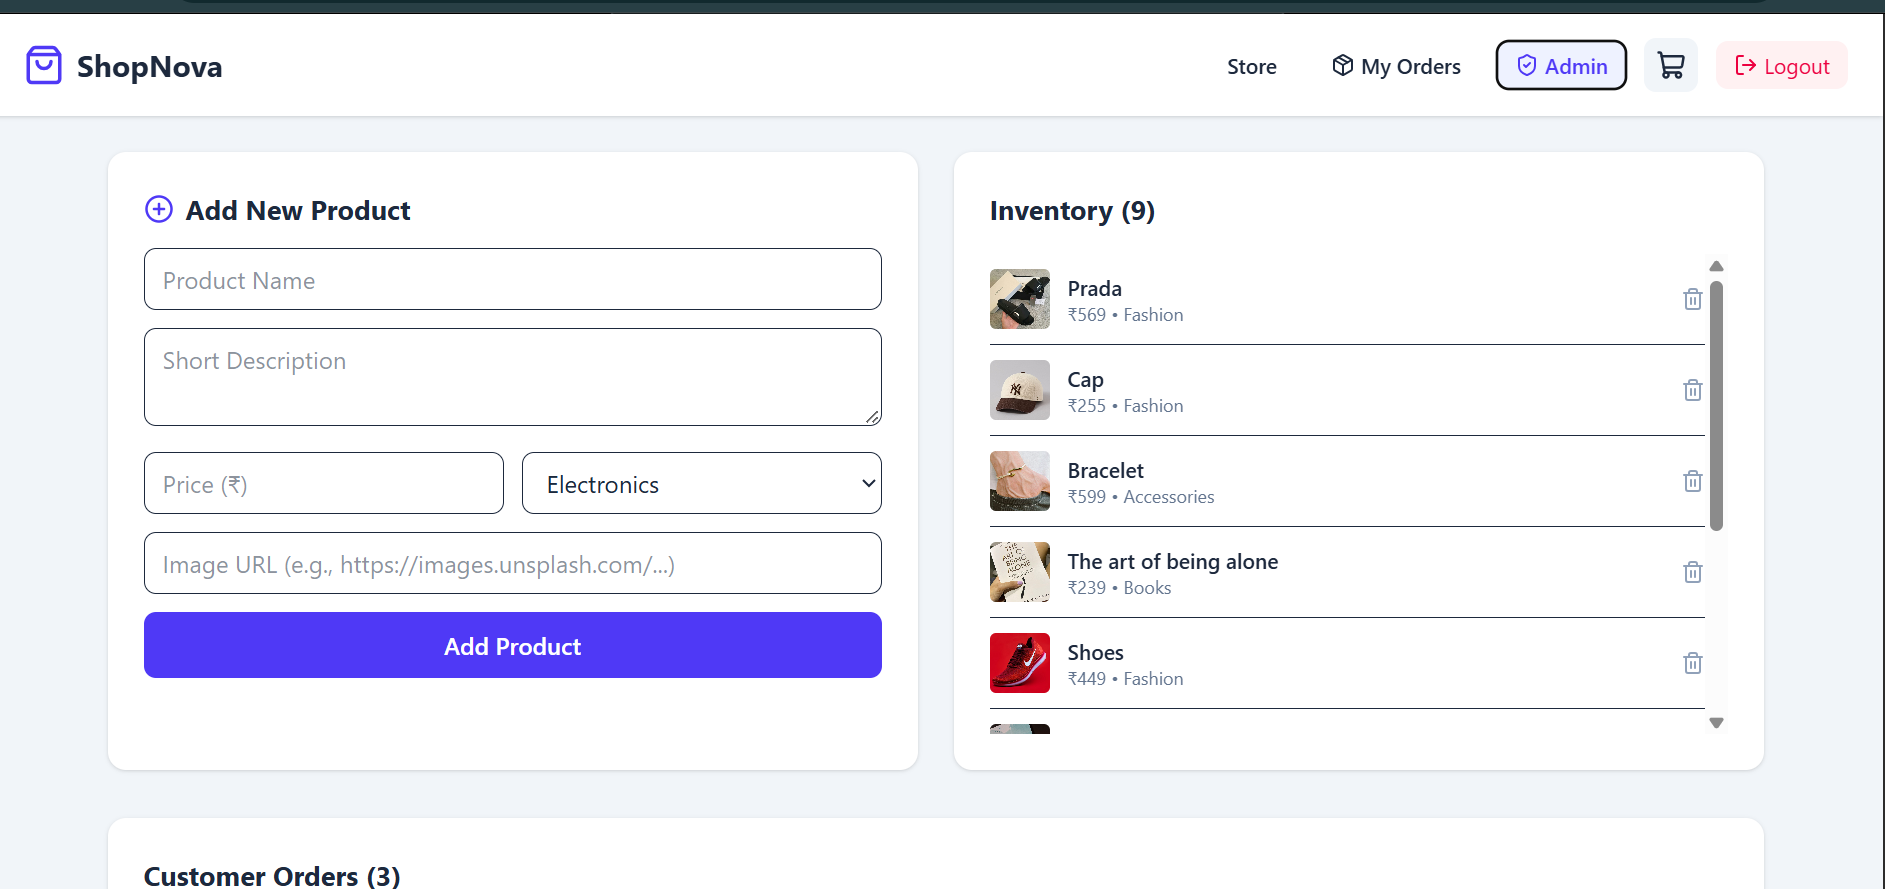 ShopNova
Store
My Orders
Admin
Logout
Add New Product
Product Name
Short Description
Price (₹)
Electronics
Image URL (e.g., https://images.unsplash.com/...)
Add Product
Inventory (9)
Prada
₹569 • Fashion
Cap
₹255 • Fashion
Bracelet
₹599 • Accessories
The art of being alone
₹239 • Books
Shoes
₹449 • Fashion
Customer Orders (3)